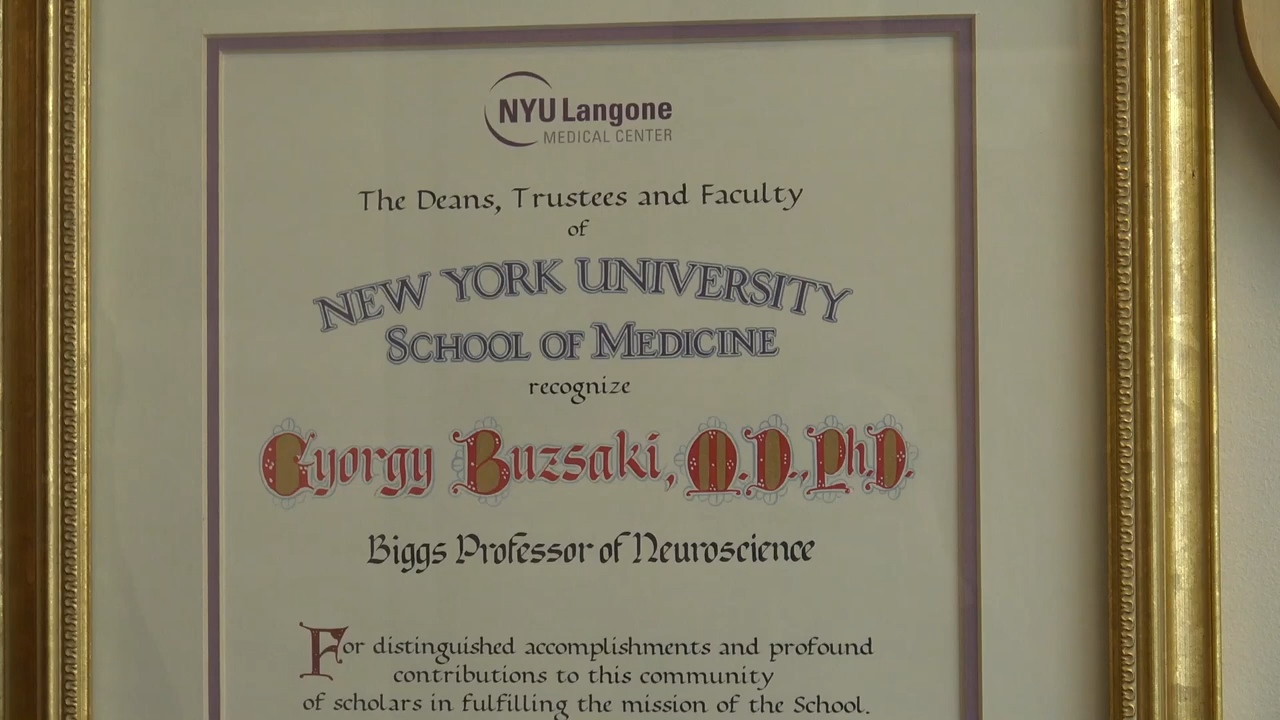 NYU Langone
MEDICAL CENTER
The Deans, Trustees and Faculty
of
NEW YORK UNIVERSITY
SCHOOL OF MEDICINE
recognize
Gyorgy Buzsaki, M.D., Ph.D.
Biggs Professor of Neuroscience
For distinguished accomplishments and profound
contributions to this community
of scholars in fulfilling the mission of the School.